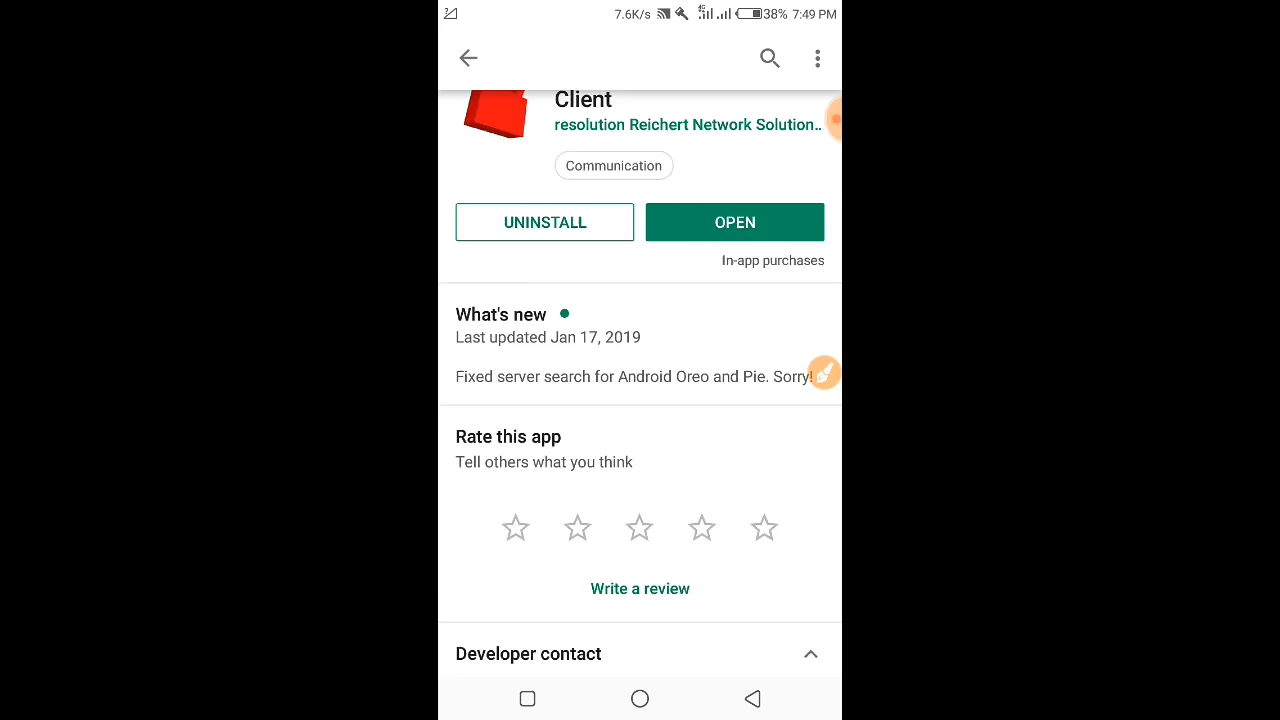 7.6K/s 4G 38% 7:49 PM
Client
resolution Reichert Network Solution..
Communication
UNINSTALL OPEN
In-app purchases
What's new
Last updated Jan 17, 2019
Fixed server search for Android Oreo and Pie. Sorry!
Rate this app
Tell others what you think
Write a review
Developer contact